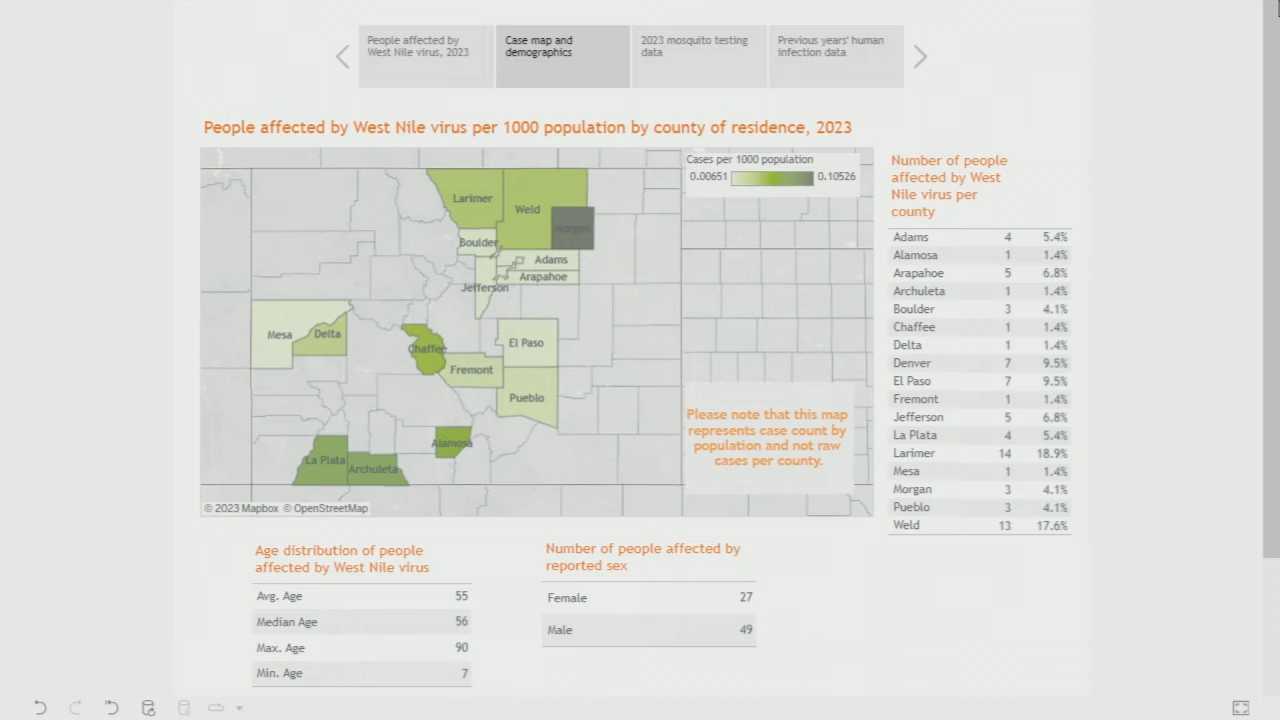 People affected by
West Nile virus, 2023
Case map and
demographics
2023 mosquito testing
data
Previous years' human
infection data
People affected by West Nile virus per 1000 population by county of residence, 2023
Cases per 1000 population
0.00651 0.10526
Larimer
Weld
Morgan
Boulder
Adams
Arapahoe
Jefferson
Mesa
Delta
Chaffee
El Paso
Fremont
Pueblo
Alamosa
La Plata
Archuleta
Please note that this map
represents case count by
population and not raw
cases per county.
© 2023 Mapbox © OpenStreetMap
Number of people
affected by West
Nile virus per
county
Adams 4 5.4%
Alamosa 1 1.4%
Arapahoe 5 6.8%
Archuleta 1 1.4%
Boulder 3 4.1%
Chaffee 1 1.4%
Delta 1 1.4%
Denver 7 9.5%
El Paso 7 9.5%
Fremont 1 1.4%
Jefferson 5 6.8%
La Plata 4 5.4%
Larimer 14 18.9%
Mesa 1 1.4%
Morgan 3 4.1%
Pueblo 3 4.1%
Weld 13 17.6%
Age distribution of people
affected by West Nile virus
Avg. Age 55
Median Age 56
Max. Age 90
Min. Age 7
Number of people affected by
reported sex
Female 27
Male 49